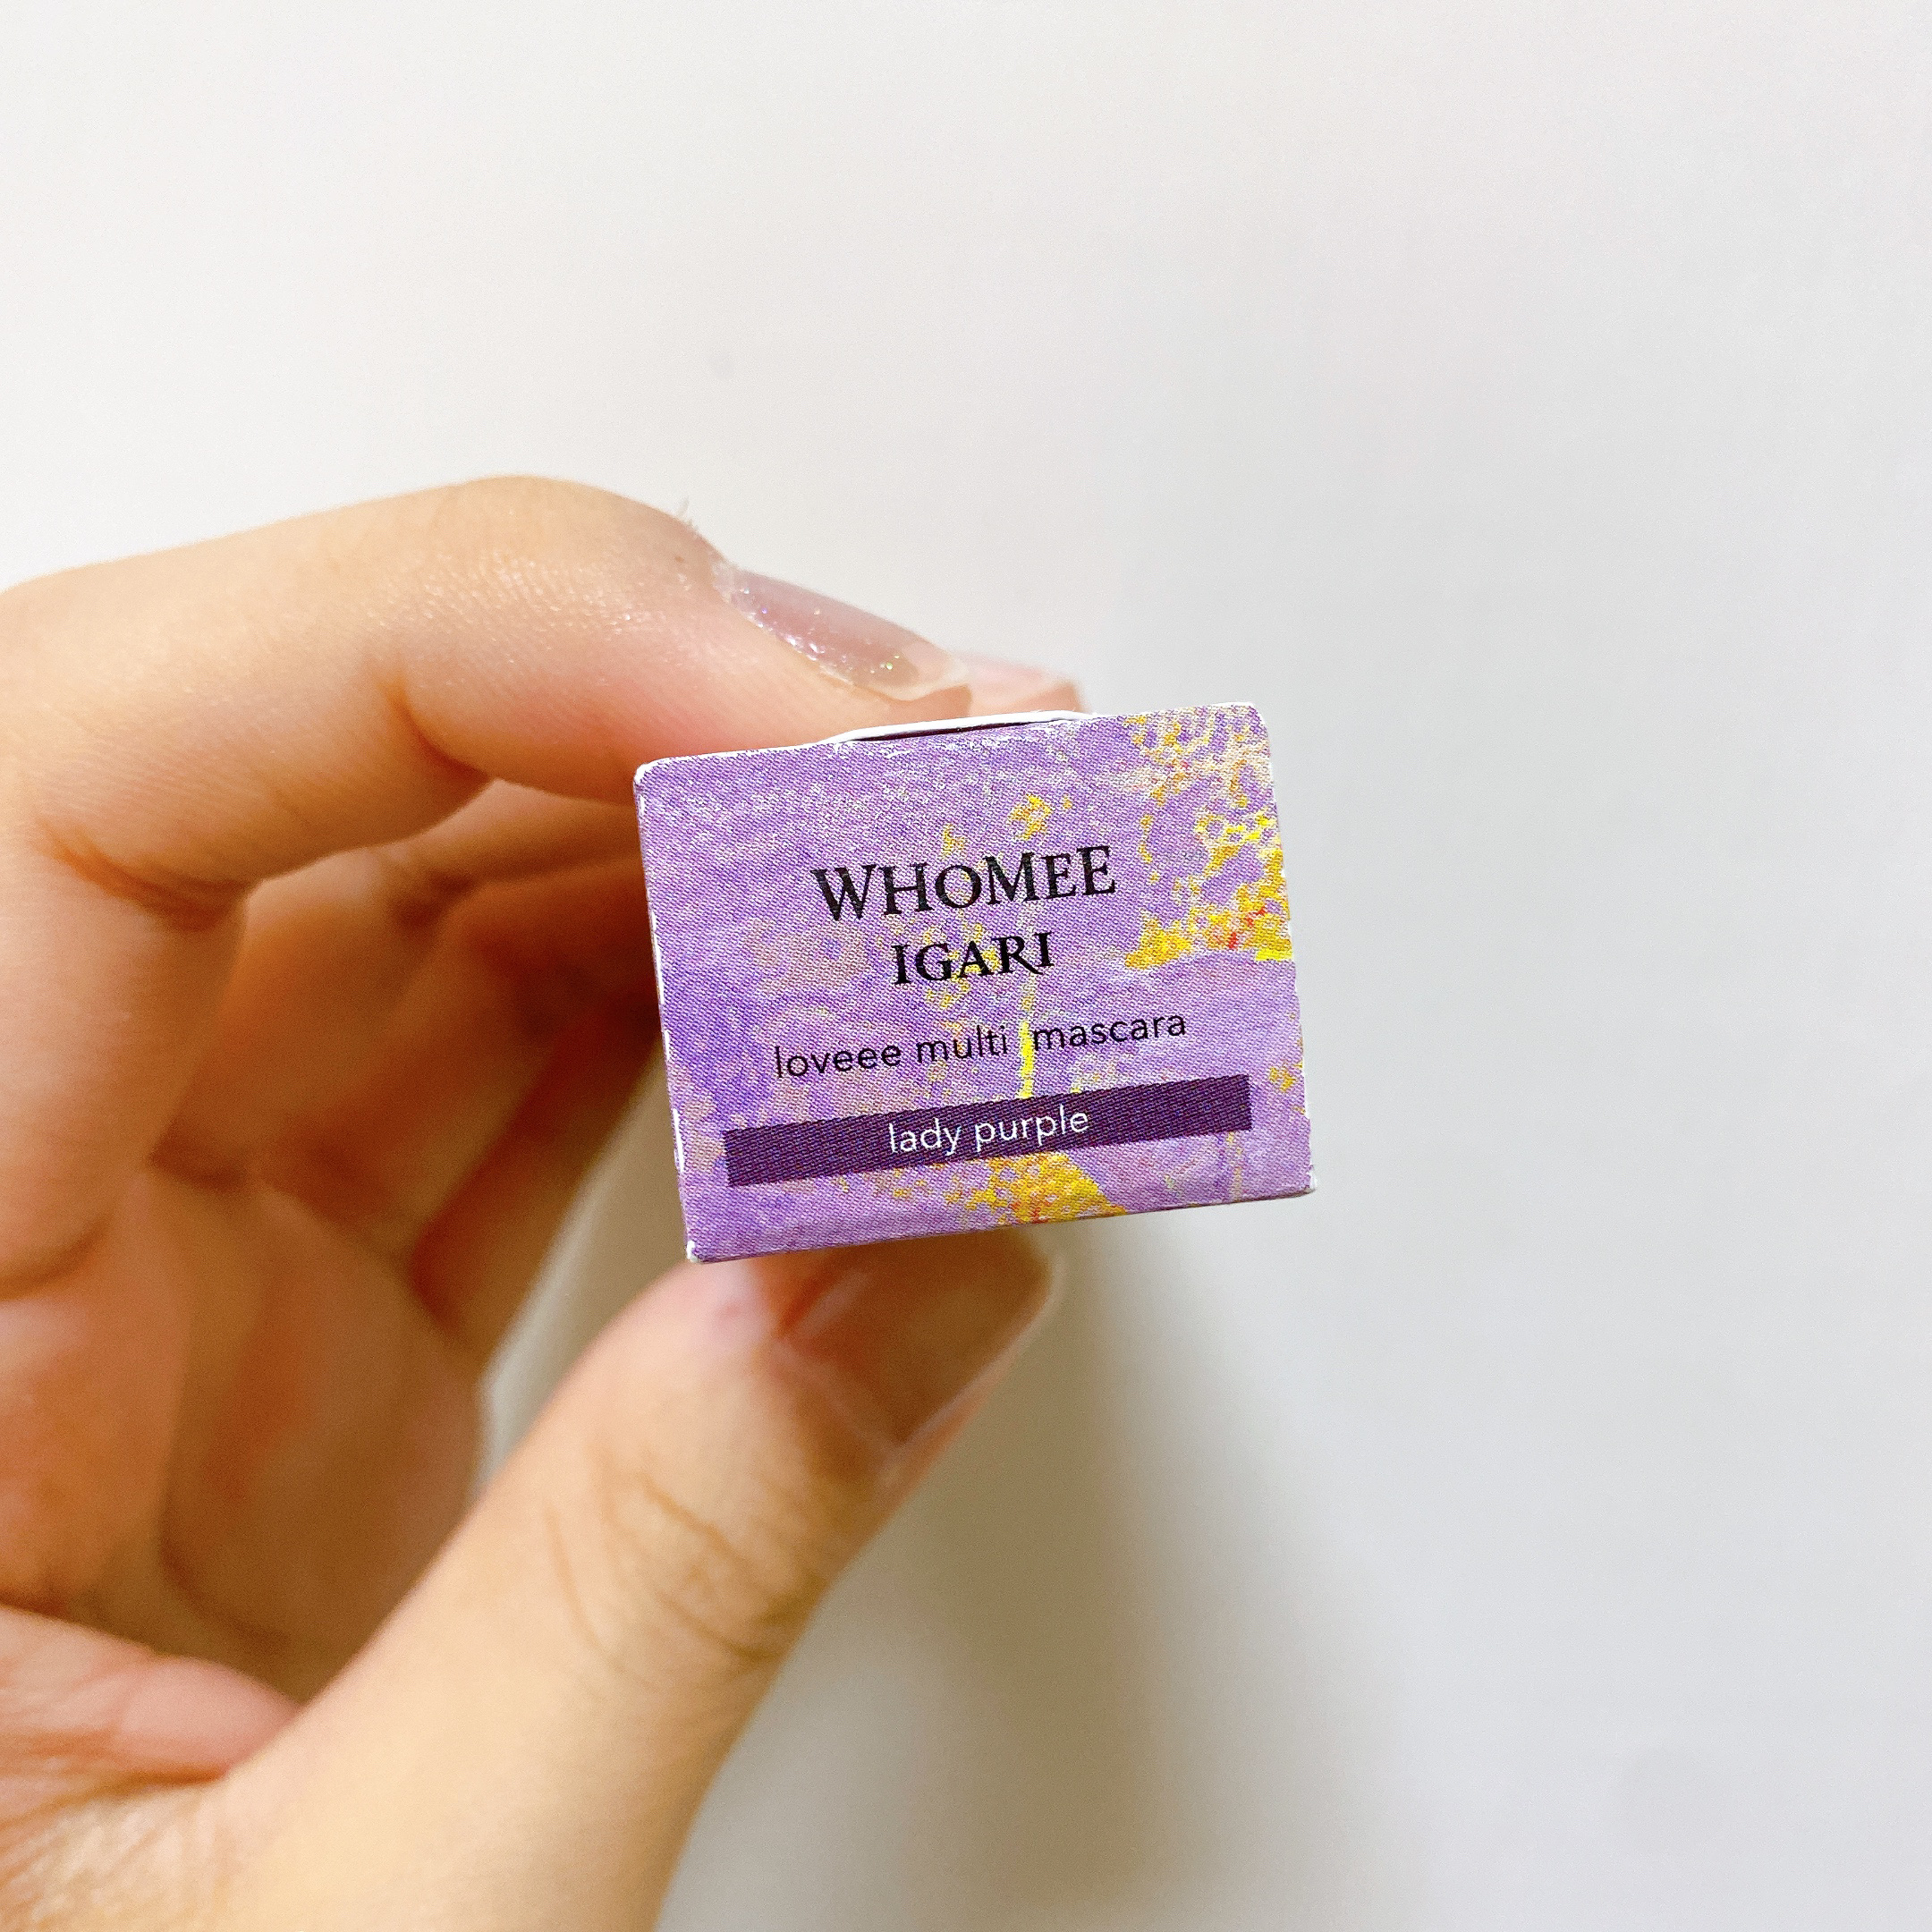 WHOMEE
IGARI
loveee multi mascara
lady purple